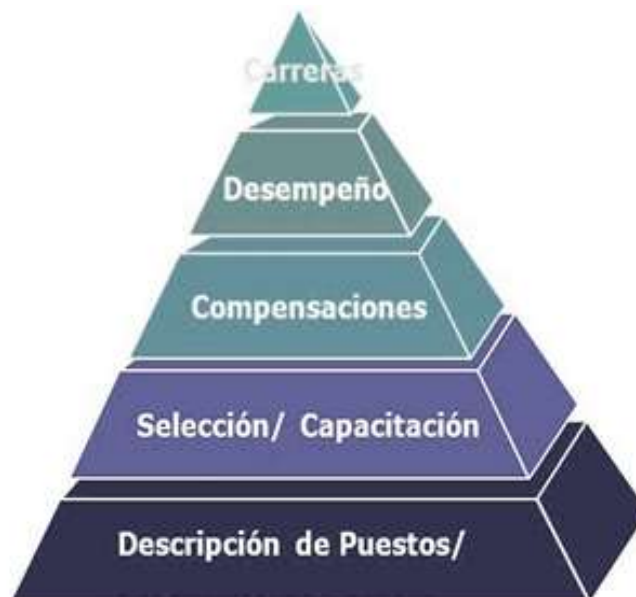 Carreras
Desempeño
Compensaciones
Selección/ Capacitación
Descripción de Puestos/